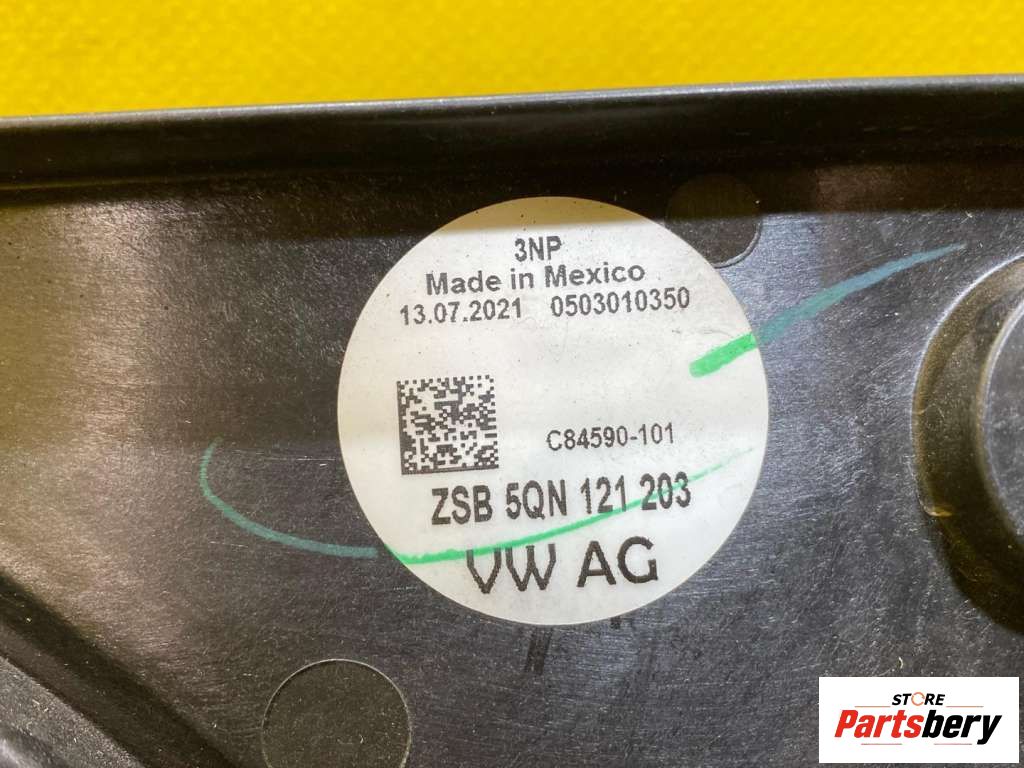 3NP
Made in Mexico
13.07.2021 0503010350
C84590-101
ZSB 5QN 121 203
VW AG
STORE
Partsbery